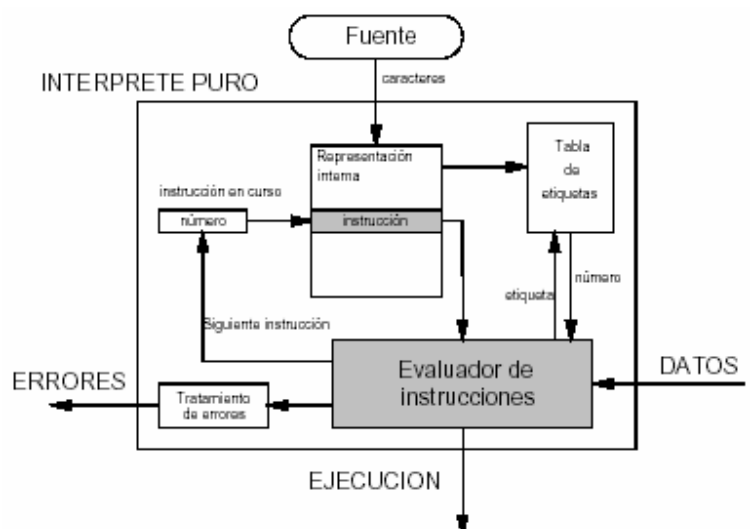 Fuente
caracteres
INTERPRETE PURO
Representación
interna
Tabla
de
etiquetas
instrucción en curso
número
instrucción
etiqueta
número
Siguiente instrucción
Evaluador de
instrucciones
ERRORES
DATOS
Tratamiento
de errores
EJECUCION